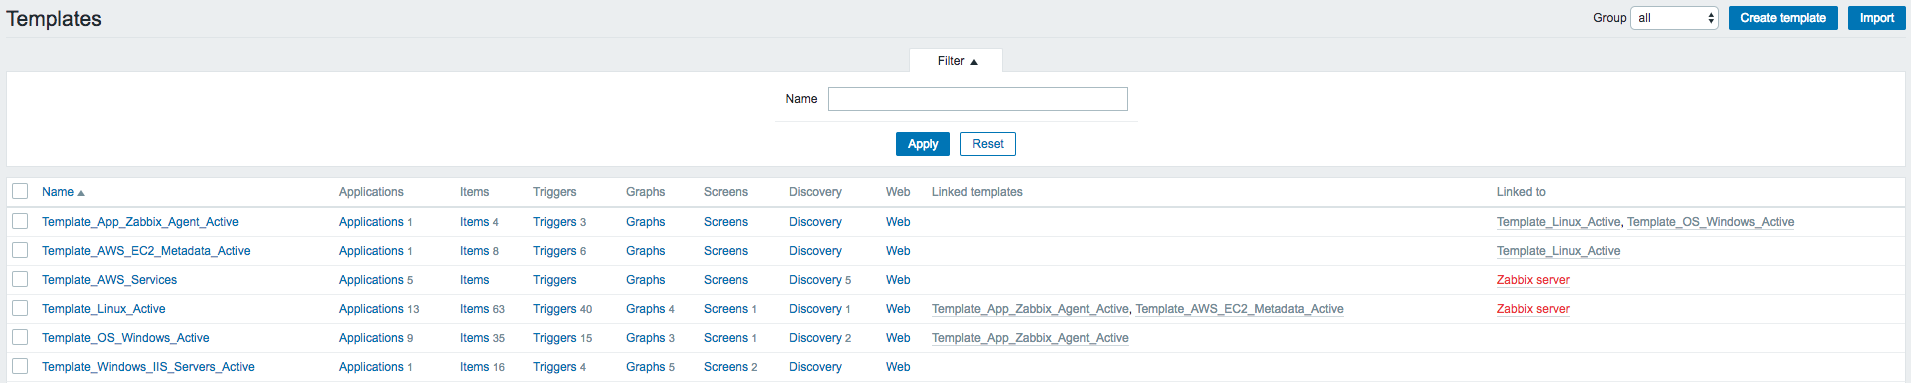 Templates Group all Create template Import
Filter
Name
Apply Reset
Name Applications Items Triggers Graphs Screens Discovery Web Linked templates Linked to
Template_App_Zabbix_Agent_Active Applications 1 Items 4 Triggers 3 Graphs Screens Discovery Web Template_Linux_Active, Template_OS_Windows_Active
Template_AWS_EC2_Metadata_Active Applications 1 Items 8 Triggers 6 Graphs Screens Discovery Web Template_Linux_Active
Template_AWS_Services Applications 5 Items Triggers Graphs Screens Discovery 5 Web Zabbix server
Template_Linux_Active Applications 13 Items 63 Triggers 40 Graphs 4 Screens 1 Discovery 1 Web Template_App_Zabbix_Agent_Active, Template_AWS_EC2_Metadata_Active Zabbix server
Template_OS_Windows_Active Applications 9 Items 35 Triggers 15 Graphs 3 Screens 1 Discovery 2 Web Template_App_Zabbix_Agent_Active
Template_Windows_IIS_Servers_Active Applications 1 Items 16 Triggers 4 Graphs 5 Screens 2 Discovery Web